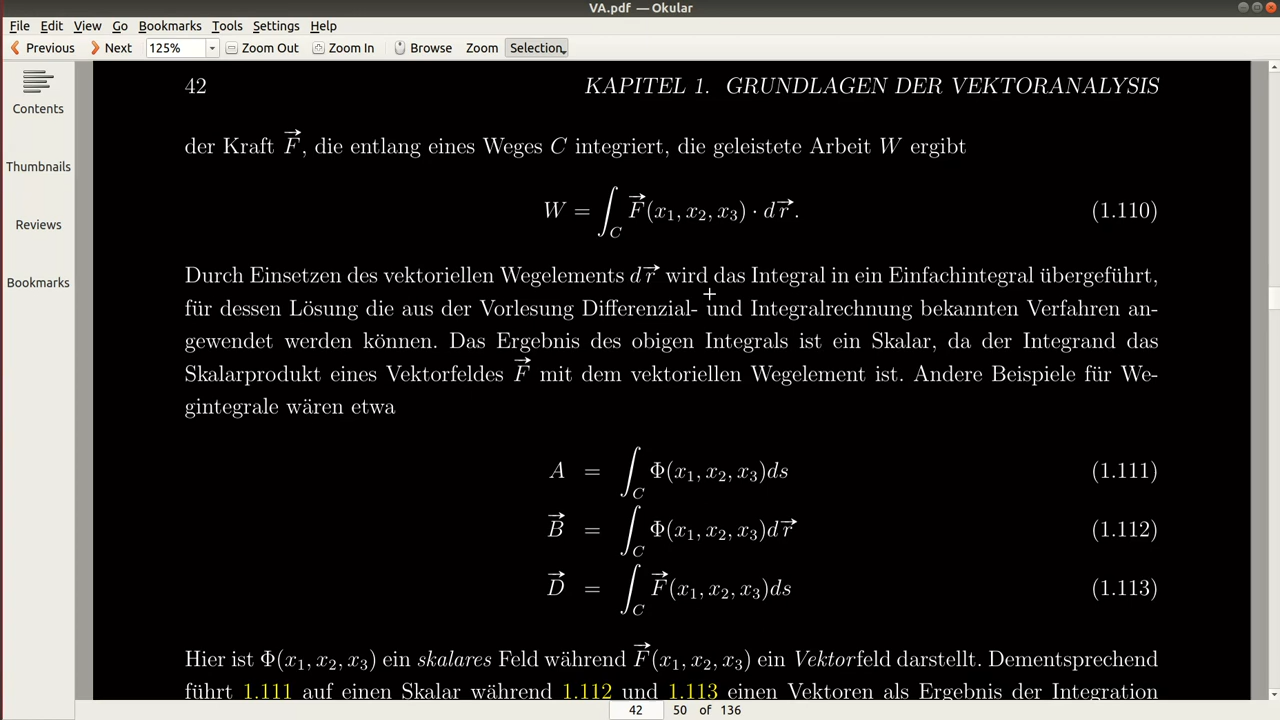 VA.pdf — Okular
File Edit View Go Bookmarks Tools Settings Help
Previous Next 125% Zoom Out Zoom In Browse Zoom Selection
Contents
Thumbnails
Reviews
Bookmarks
42 KAPITEL 1. GRUNDLAGEN DER VEKTORANALYSIS
der Kraft F⃗, die entlang eines Weges C integriert, die geleistete Arbeit W ergibt
W = ∫_C F⃗(x₁, x₂, x₃) · dr⃗. (1.110)
Durch Einsetzen des vektoriellen Wegelements dr⃗ wird das Integral in ein Einfachintegral übergeführt,
für dessen Lösung die aus der Vorlesung Differenzial- und Integralrechnung bekannten Verfahren an-
gewendet werden können. Das Ergebnis des obigen Integrals ist ein Skalar, da der Integrand das
Skalarprodukt eines Vektorfeldes F⃗ mit dem vektoriellen Wegelement ist. Andere Beispiele für We-
gintegrale wären etwa
A = ∫_C Φ(x₁, x₂, x₃)ds (1.111)
B⃗ = ∫_C Φ(x₁, x₂, x₃)dr⃗ (1.112)
D⃗ = ∫_C F⃗(x₁, x₂, x₃)ds (1.113)
Hier ist Φ(x₁, x₂, x₃) ein skalares Feld während F⃗(x₁, x₂, x₃) ein Vektorfeld darstellt. Dementsprechend
führt 1.111 auf einen Skalar während 1.112 und 1.113 einen Vektoren als Ergebnis der Integration
42 50 of 136